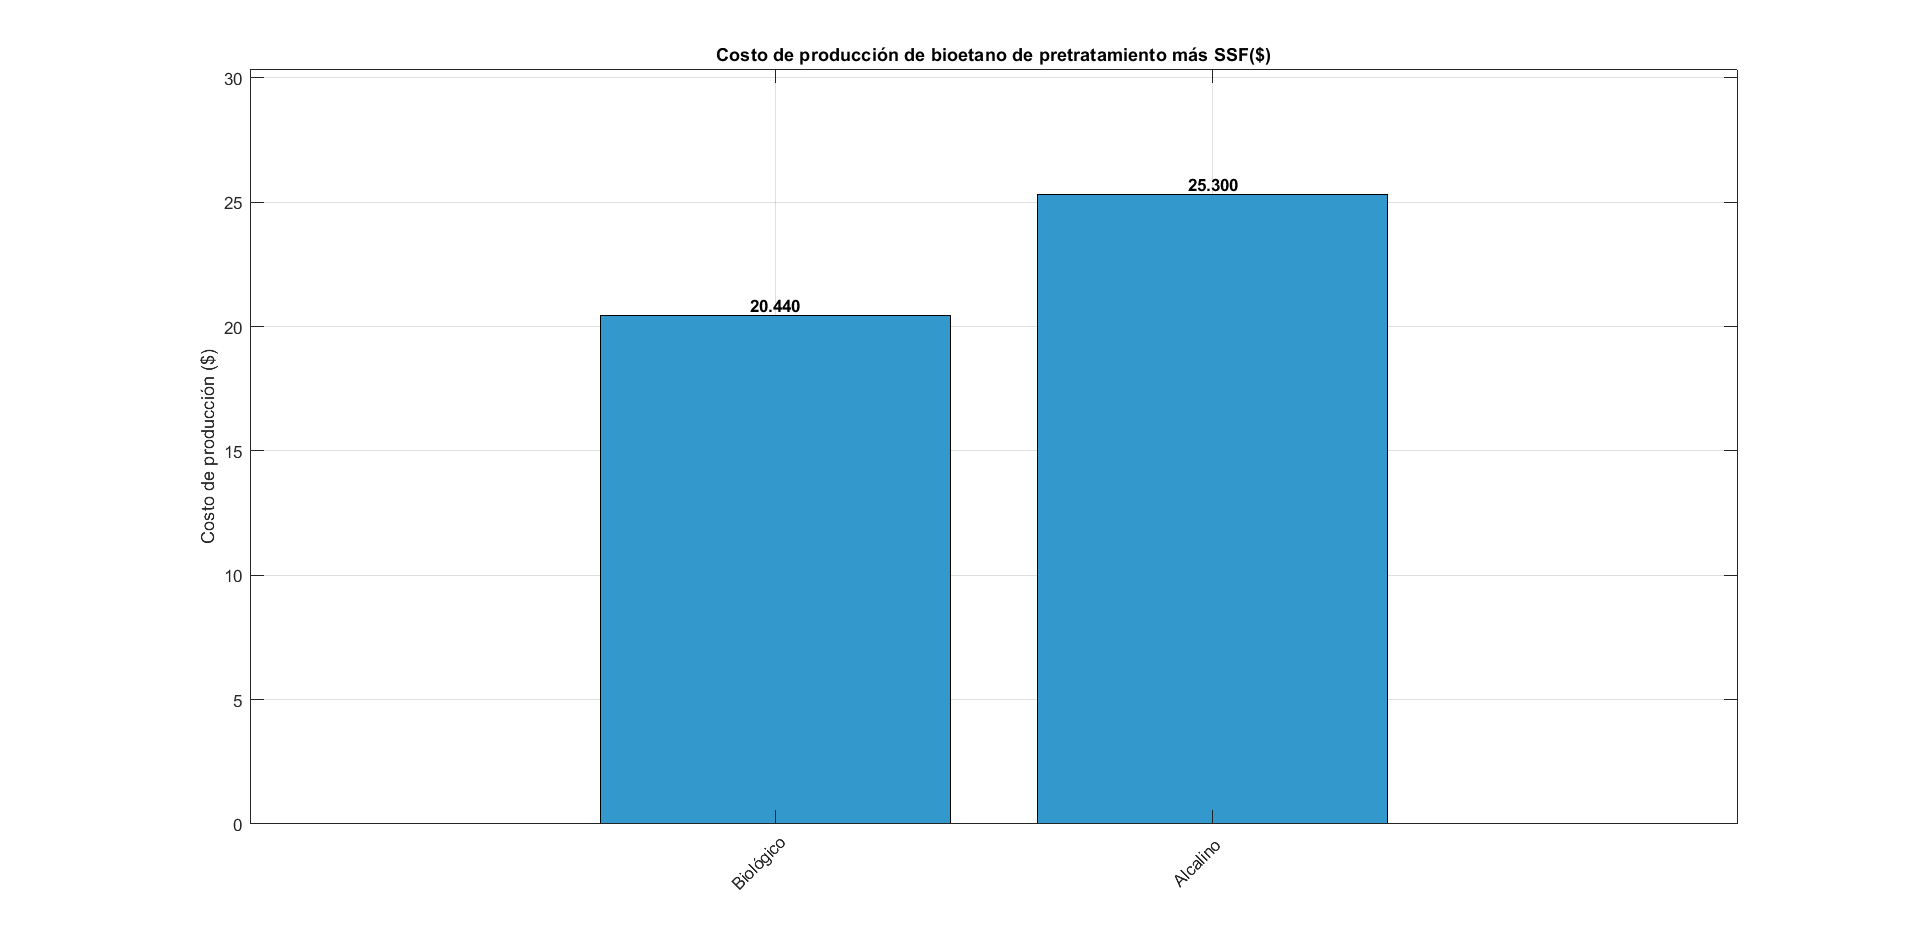 Costo de producción de bioetano de pretratamiento más SSF($)
30
25
20
15
10
5
0
Costo de producción ($)
20.440
25.300
Biológico
Alcalino